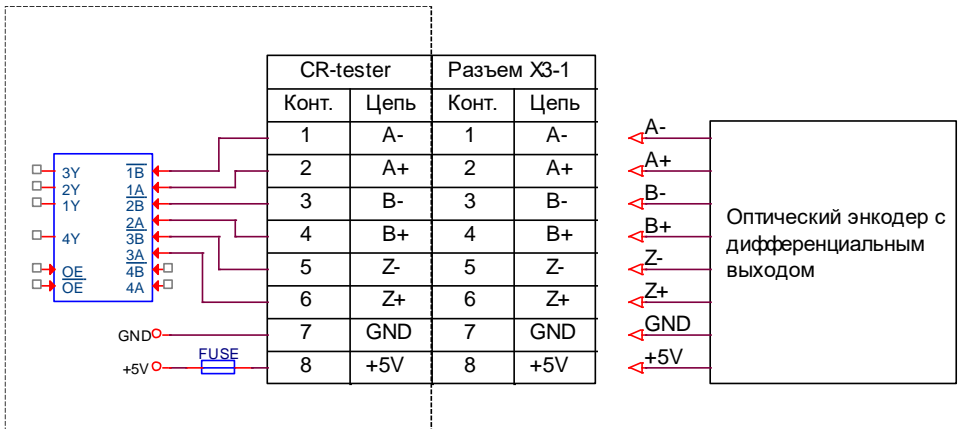 CR-tester Разъем X3-1
Конт. Цепь Конт. Цепь
1 A- 1 A-
2 A+ 2 A+
3 B- 3 B-
4 B+ 4 B+
5 Z- 5 Z-
6 Z+ 6 Z+
7 GND 7 GND
8 +5V 8 +5V
3Y 1B
2Y 1A
1Y 2B
2A
4Y 3B
3A
OE 4B
OE 4A
GND
FUSE
+5V
A-
A+
B-
B+
Z-
Z+
GND
+5V
Оптический энкодер с
дифференциальным
выходом